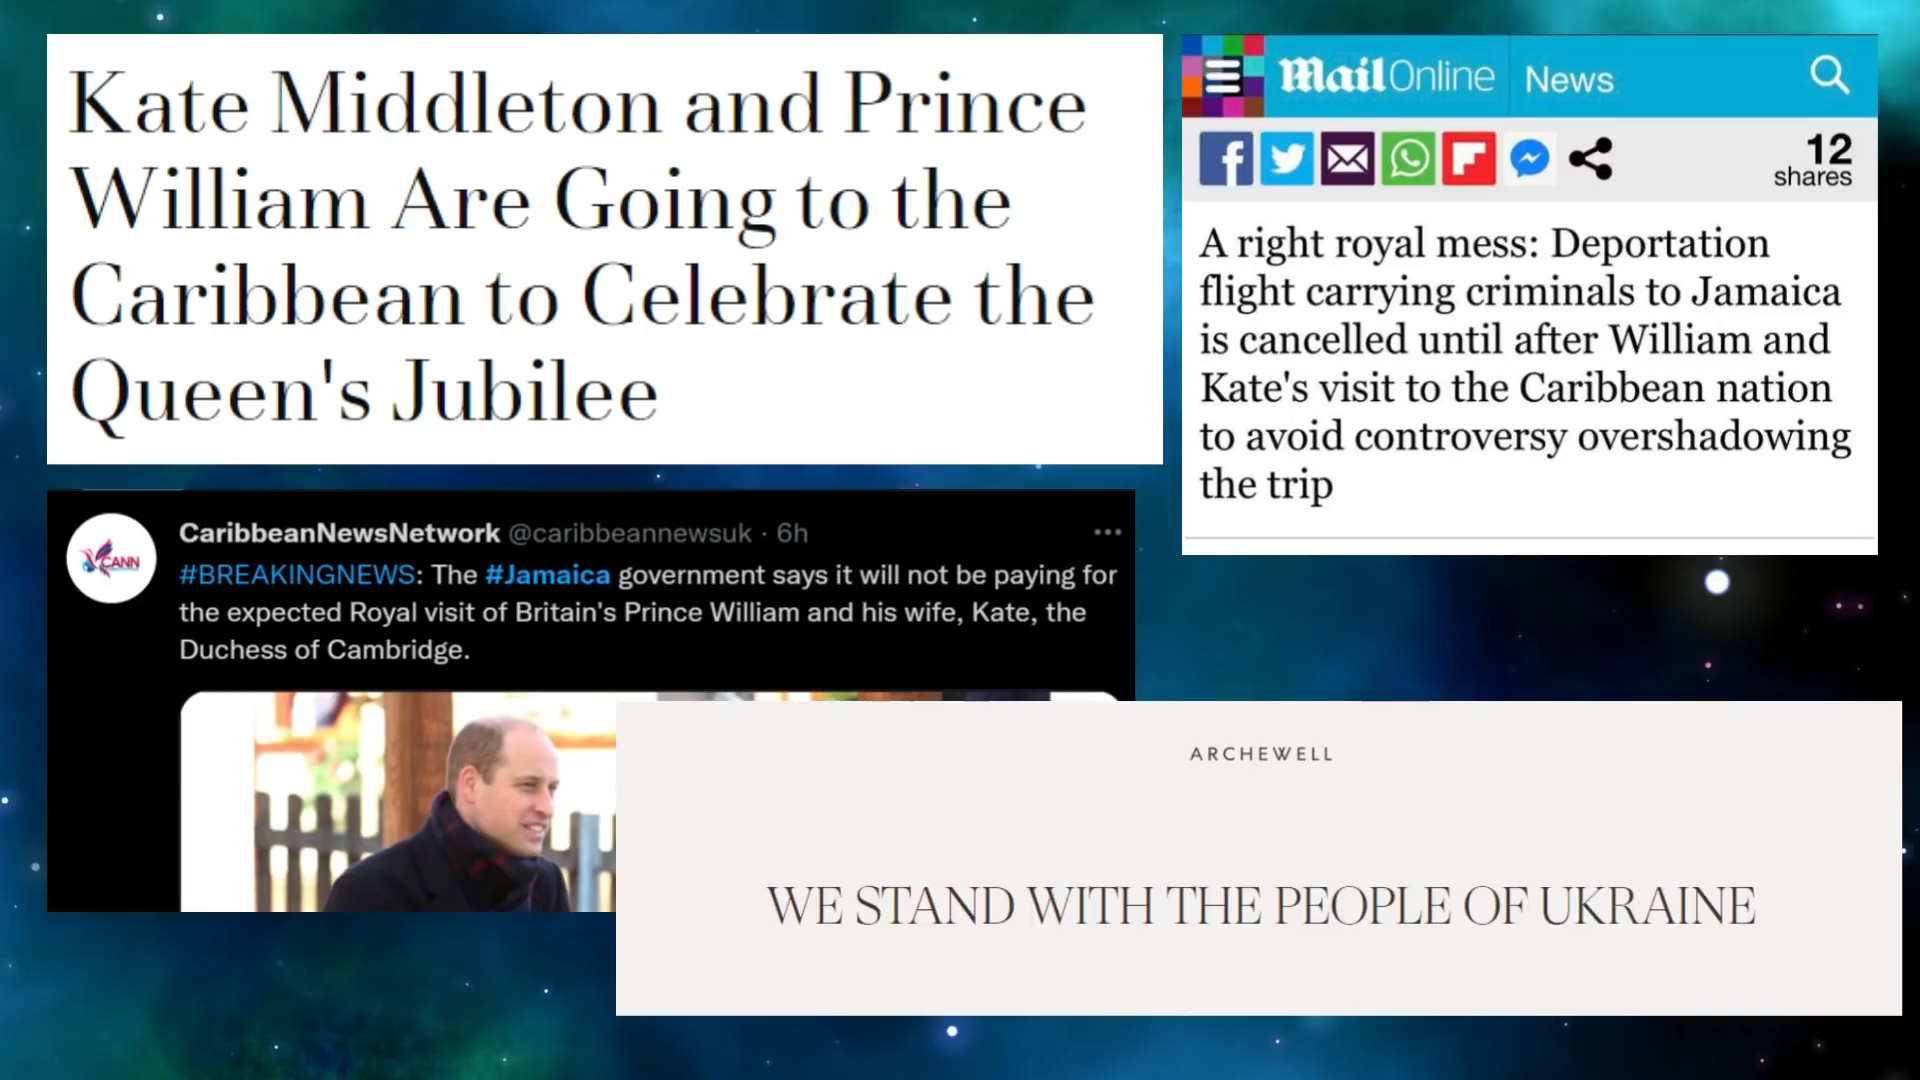 Kate Middleton and Prince
William Are Going to the
Caribbean to Celebrate the
Queen's Jubilee
MailOnline News
12
shares
A right royal mess: Deportation
flight carrying criminals to Jamaica
is cancelled until after William and
Kate's visit to the Caribbean nation
to avoid controversy overshadowing
the trip
CANN
CaribbeanNewsNetwork @caribbeannewsuk · 6h
#BREAKINGNEWS: The #Jamaica government says it will not be paying for
the expected Royal visit of Britain's Prince William and his wife, Kate, the
Duchess of Cambridge.
ARCHEWELL
WE STAND WITH THE PEOPLE OF UKRAINE